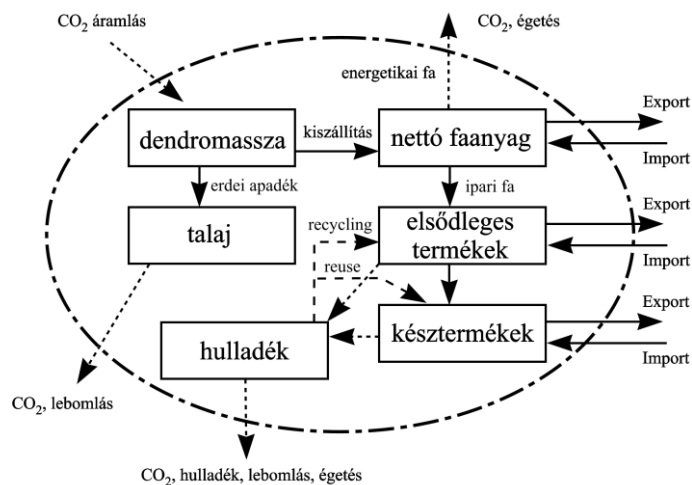 CO₂ áramlás
CO₂, égetés
energetikai fa
Export
dendromassza
kiszállítás
nettó faanyag
Import
erdei apadék
ipari fa
Export
talaj
recycling
elsődleges
termékek
reuse
Import
Export
hulladék
késztermékek
Import
CO₂, lebomlás
CO₂, hulladék, lebomlás, égetés